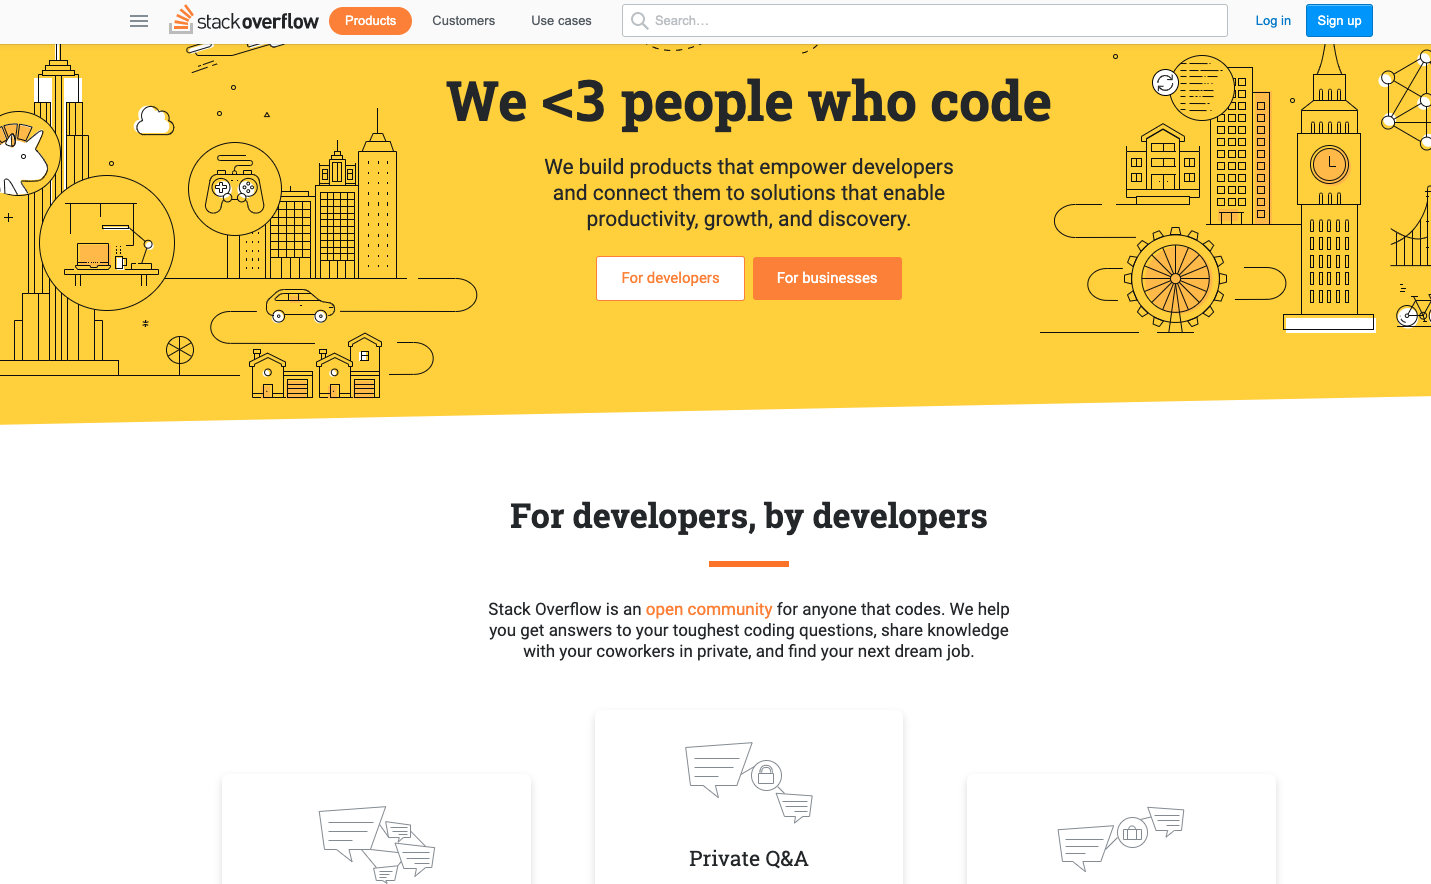 stackoverflow
Products
Customers
Use cases
Search...
Log in
Sign up
We <3 people who code
We build products that empower developers
and connect them to solutions that enable
productivity, growth, and discovery.
For developers
For businesses
For developers, by developers
Stack Overflow is an open community for anyone that codes. We help
you get answers to your toughest coding questions, share knowledge
with your coworkers in private, and find your next dream job.
Private Q&A